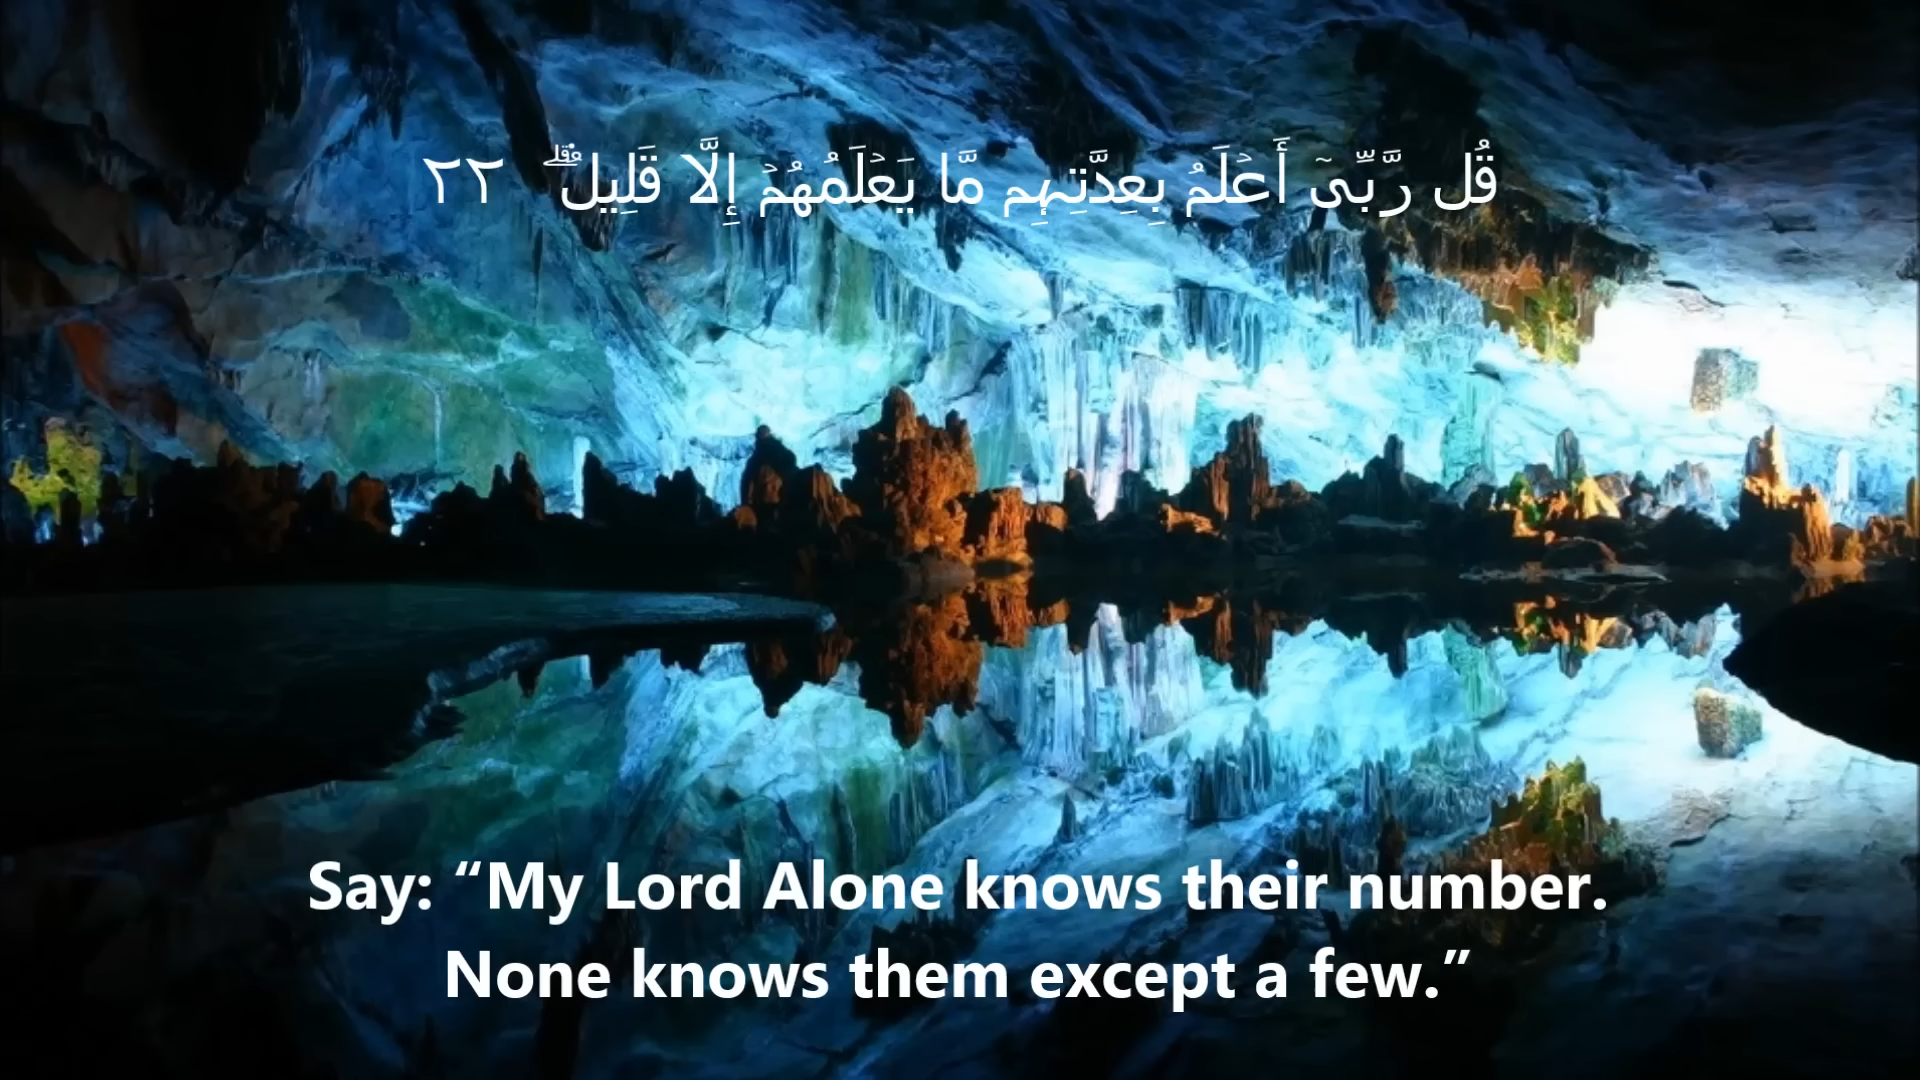 قُل رَّبِّىٓ أَعۡلَمُ بِعِدَّتِہِم مَّا يَعۡلَمُهُمۡ إِلَّا قَلِيلٌ۬‌ۗ ٢٢
Say: “My Lord Alone knows their number.
None knows them except a few.”